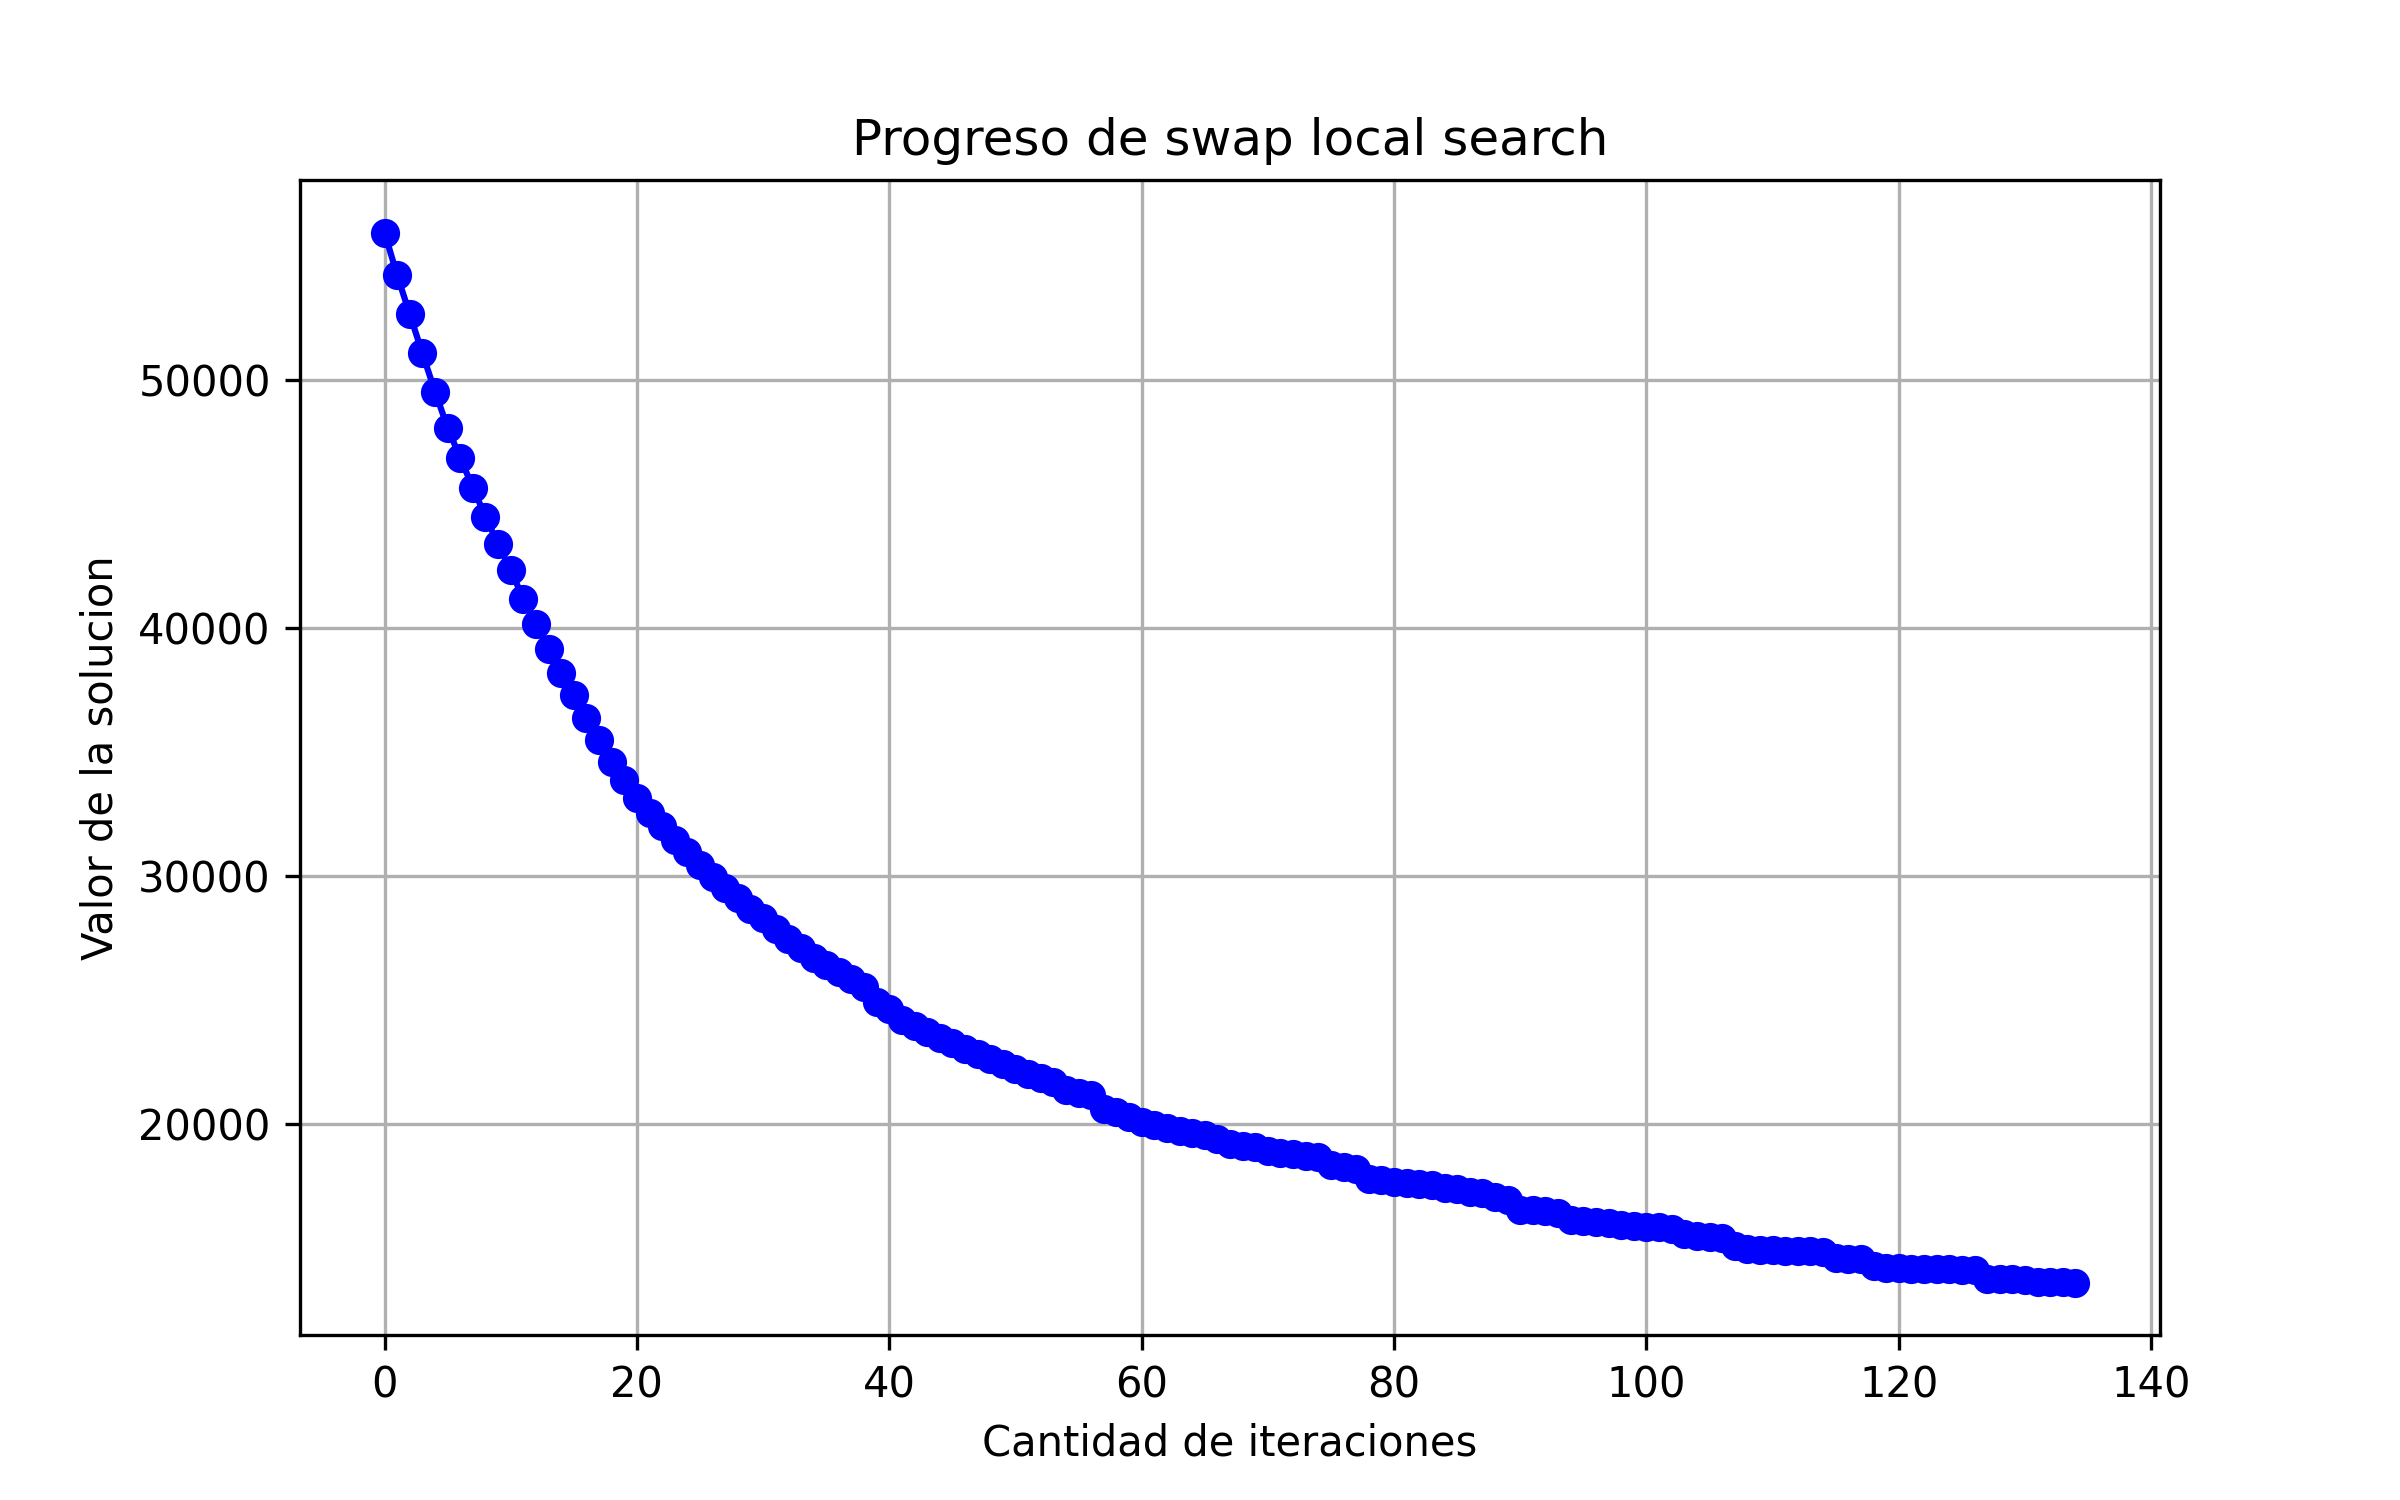 Progreso de swap local search
Valor de la solucion
50000
40000
30000
20000
0 20 40 60 80 100 120 140
Cantidad de iteraciones